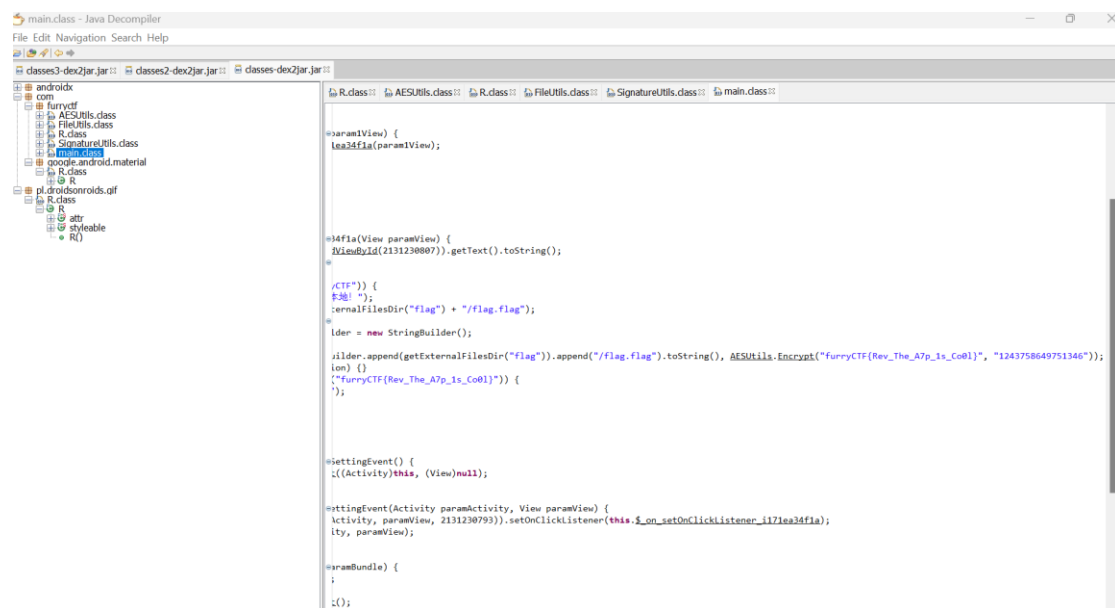 main.class - Java Decompiler
File Edit Navigation Search Help
classes3-dex2jar.jar classes2-dex2jar.jar classes-dex2jar.jar
androidx
com
furryctf
AESUtils.class
FileUtils.class
R.class
SignatureUtils.class
main.class
google.android.material
R.class
R
pl.droidsonroids.gif
R.class
R
attr
styleable
R()
R.class AESUtils.class R.class FileUtils.class SignatureUtils.class main.class
param1View) {
1ea34f1a(param1View);
34f1a(View paramView) {
dViewById(2131230807)).getText().toString();
yCTF")) {
本地! ");
ternalFilesDir("flag") + "/flag.flag");
lder = new StringBuilder();
uilder.append(getExternalFilesDir("flag")).append("/flag.flag").toString(), AESUtils.Encrypt("furryCTF{Rev_The_A7p_1s_Co0l}", "1243758649751346"));
ion) {}
("furryCTF{Rev_The_A7p_1s_Co0l}")) {
");
SettingEvent() {
t((Activity)this, (View)null);
ettingEvent(Activity paramActivity, View paramView) {
Activity, paramView, 2131230793)).setOnClickListener(this.$_on_setOnClickListener_i171ea34f1a);
ity, paramView);
aramBundle) {
;
t();